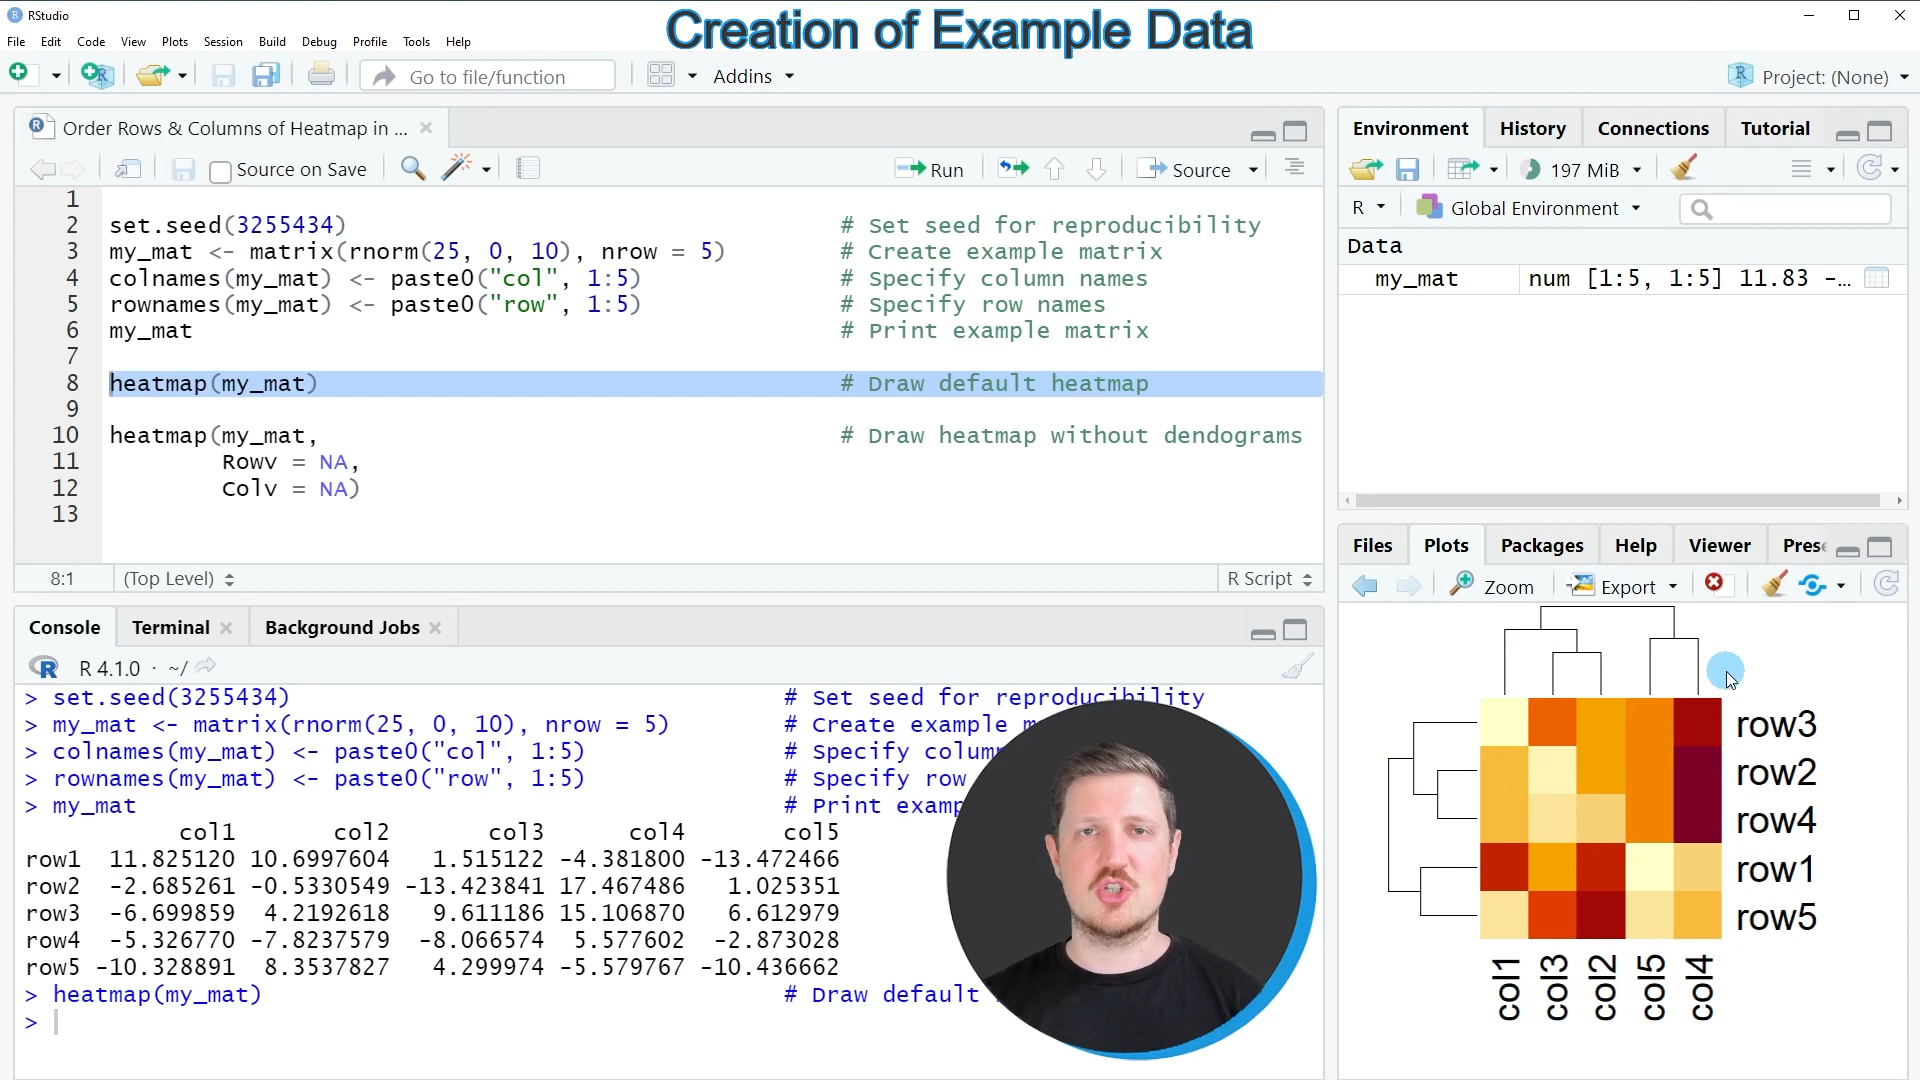 RStudio
Creation of Example Data
File Edit Code View Plots Session Build Debug Profile Tools Help
Go to file/function
Addins
Project: (None)
Order Rows & Columns of Heatmap in ...
Source on Save
Run
Source
1
2 set.seed(3255434) # Set seed for reproducibility
3 my_mat <- matrix(rnorm(25, 0, 10), nrow = 5) # Create example matrix
4 colnames(my_mat) <- paste0("col", 1:5) # Specify column names
5 rownames(my_mat) <- paste0("row", 1:5) # Specify row names
6 my_mat # Print example matrix
7
8 heatmap(my_mat) # Draw default heatmap
9
10 heatmap(my_mat, # Draw heatmap without dendograms
11 Rowv = NA,
12 Colv = NA)
13
8:1 (Top Level) R Script
Console Terminal Background Jobs
R 4.1.0 · ~/
> set.seed(3255434) # Set seed for reproducibility
> my_mat <- matrix(rnorm(25, 0, 10), nrow = 5) # Create example
> colnames(my_mat) <- paste0("col", 1:5) # Specify colum
> rownames(my_mat) <- paste0("row", 1:5) # Specify row
> my_mat # Print examp
col1 col2 col3 col4 col5
row1 11.825120 10.6997604 1.515122 -4.381800 -13.472466
row2 -2.685261 -0.5330549 -13.423841 17.467486 1.025351
row3 -6.699859 4.2192618 9.611186 15.106870 6.612979
row4 -5.326770 -7.8237579 -8.066574 5.577602 -2.873028
row5 -10.328891 8.3537827 4.299974 -5.579767 -10.436662
> heatmap(my_mat) # Draw default
>
Environment History Connections Tutorial
197 MiB
R Global Environment
Data
my_mat num [1:5, 1:5] 11.83 -...
Files Plots Packages Help Viewer Prese
Zoom Export
row3
row2
row4
row1
row5
col1 col3 col2 col5 col4